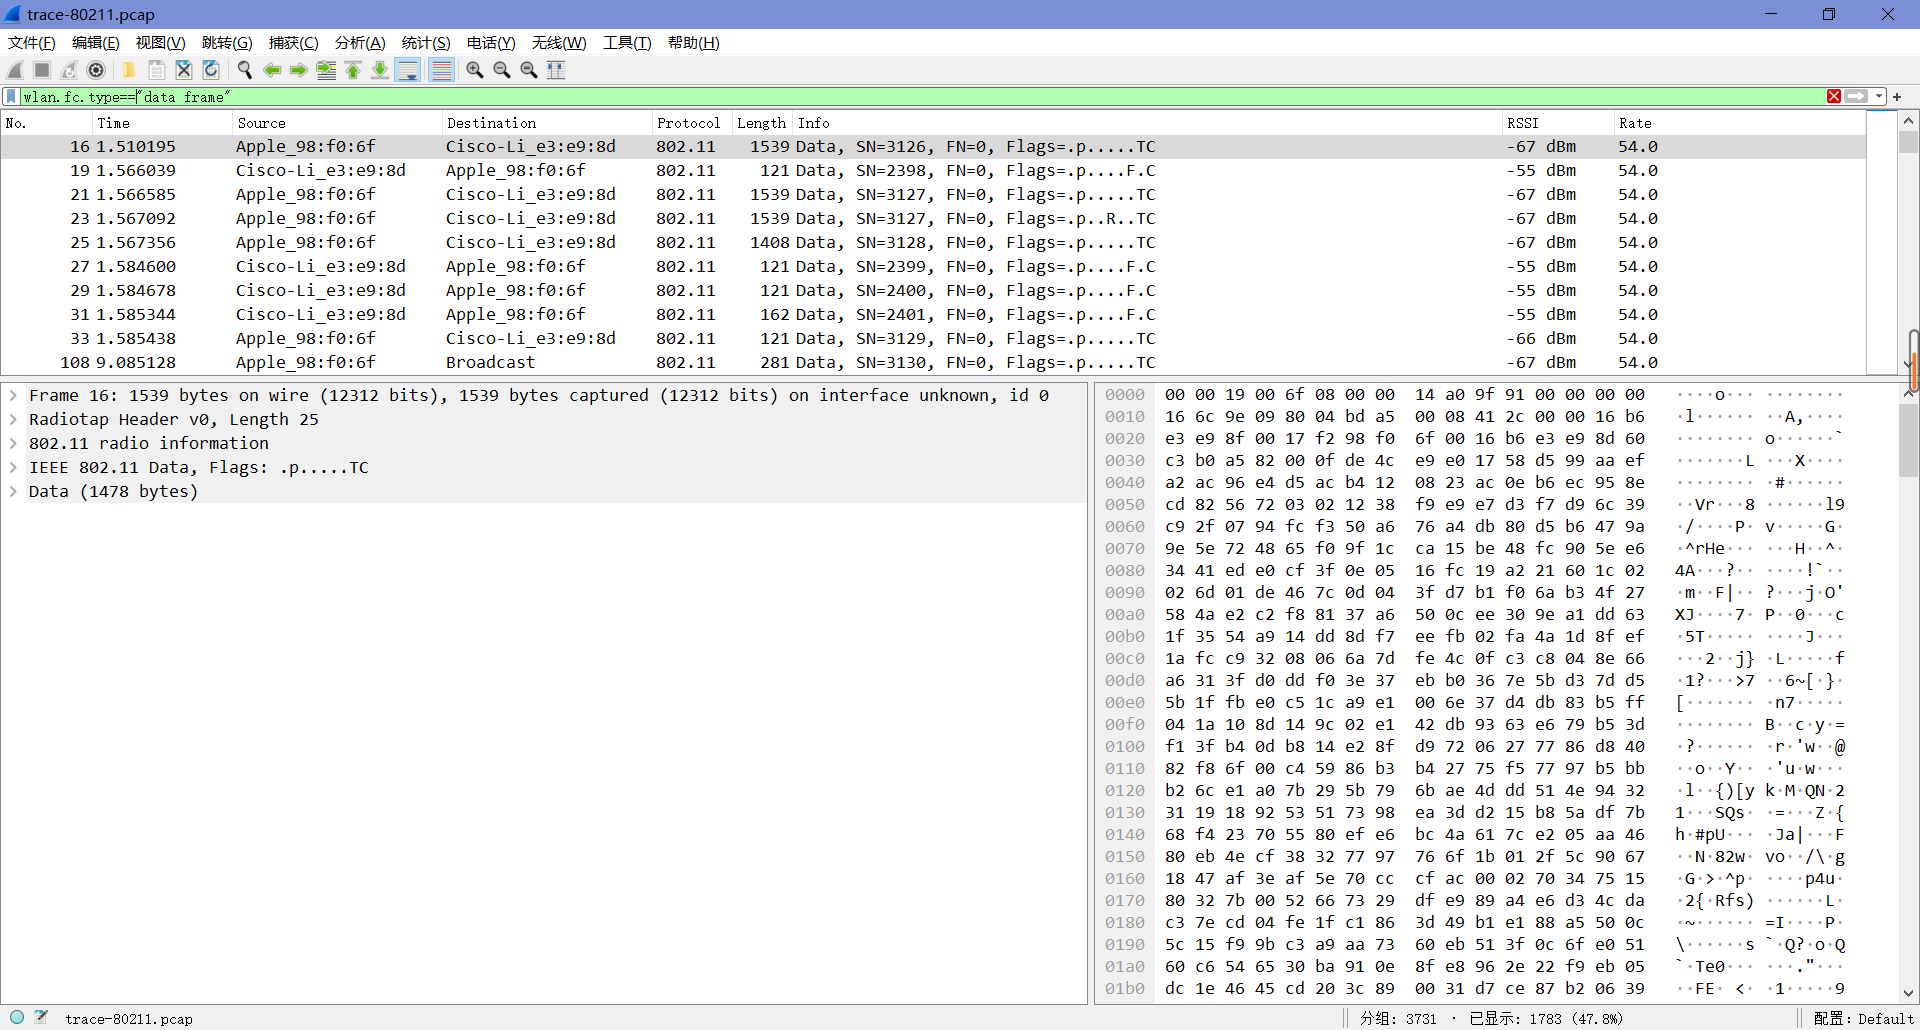 trace-80211.pcap
文件(F) 编辑(E) 视图(V) 跳转(G) 捕获(C) 分析(A) 统计(S) 电话(Y) 无线(W) 工具(T) 帮助(H)
wlan.fc.type=="data frame"
No. Time Source Destination Protocol Length Info RSSI Rate
16 1.510195 Apple_98:f0:6f Cisco-Li_e3:e9:8d 802.11 1539 Data, SN=3126, FN=0, Flags=.p.....TC -67 dBm 54.0
19 1.566039 Cisco-Li_e3:e9:8d Apple_98:f0:6f 802.11 121 Data, SN=2398, FN=0, Flags=.p....F.C -55 dBm 54.0
21 1.566585 Apple_98:f0:6f Cisco-Li_e3:e9:8d 802.11 1539 Data, SN=3127, FN=0, Flags=.p.....TC -67 dBm 54.0
23 1.567092 Apple_98:f0:6f Cisco-Li_e3:e9:8d 802.11 1539 Data, SN=3127, FN=0, Flags=.p..R..TC -67 dBm 54.0
25 1.567356 Apple_98:f0:6f Cisco-Li_e3:e9:8d 802.11 1408 Data, SN=3128, FN=0, Flags=.p.....TC -67 dBm 54.0
27 1.584600 Cisco-Li_e3:e9:8d Apple_98:f0:6f 802.11 121 Data, SN=2399, FN=0, Flags=.p....F.C -55 dBm 54.0
29 1.584678 Cisco-Li_e3:e9:8d Apple_98:f0:6f 802.11 121 Data, SN=2400, FN=0, Flags=.p....F.C -55 dBm 54.0
31 1.585344 Cisco-Li_e3:e9:8d Apple_98:f0:6f 802.11 162 Data, SN=2401, FN=0, Flags=.p....F.C -55 dBm 54.0
33 1.585438 Apple_98:f0:6f Cisco-Li_e3:e9:8d 802.11 121 Data, SN=3129, FN=0, Flags=.p.....TC -66 dBm 54.0
108 9.085128 Apple_98:f0:6f Broadcast 802.11 281 Data, SN=3130, FN=0, Flags=.p.....TC -67 dBm 54.0
Frame 16: 1539 bytes on wire (12312 bits), 1539 bytes captured (12312 bits) on interface unknown, id 0
Radiotap Header v0, Length 25
802.11 radio information
IEEE 802.11 Data, Flags: .p.....TC
Data (1478 bytes)
0000 00 00 19 00 6f 08 00 00 14 a0 9f 91 00 00 00 00 ····o··· ········
0010 16 6c 9e 09 80 04 bd a5 00 08 41 2c 00 00 16 b6 ·l······ ··A,····
0020 e3 e9 8f 00 17 f2 98 f0 6f 00 16 b6 e3 e9 8d 60 ········ o······`
0030 c3 b0 a5 82 00 0f de 4c e9 e0 17 58 d5 99 aa ef ·······L ···X····
0040 a2 ac 96 e4 d5 ac b4 12 08 23 ac 0e b6 ec 95 8e ········ ·#······
0050 cd 82 56 72 03 02 12 38 f9 e9 e7 d3 f7 d9 6c 39 ··Vr···8 ······l9
0060 c9 2f 07 94 fc f3 50 a6 76 a4 db 80 d5 b6 47 9a ·/····P· v·····G·
0070 9e 5e 72 48 65 f0 9f 1c ca 15 be 48 fc 90 5e e6 ·^rHe··· ···H··^·
0080 34 41 ed e0 cf 3f 0e 05 16 fc 19 a2 21 60 1c 02 4A···?·· ····!`··
0090 02 6d 01 de 46 7c 0d 04 3f d7 b1 f0 6a b3 4f 27 ·m··F|·· ?···j·O'
00a0 58 4a e2 c2 f8 81 37 a6 50 0c ee 30 9e a1 dd 63 XJ····7· P··0···c
00b0 1f 35 54 a9 14 dd 8d f7 ee fb 02 fa 4a 1d 8f ef ·5T····· ····J···
00c0 1a fc c9 32 08 06 6a 7d fe 4c 0f c3 c8 04 8e 66 ···2··j} ·L·····f
00d0 a6 31 3f d0 dd f0 3e 37 eb b0 36 7e 5b d3 7d d5 ·1?···>7 ··6~[·}·
00e0 5b 1f fb e0 c5 1c a9 e1 00 6e 37 d4 db 83 b5 ff [······· ·n7·····
00f0 04 1a 10 8d 14 9c 02 e1 42 db 93 63 e6 79 b5 3d ········ B··c·y·=
0100 f1 3f b4 0d b8 14 e2 8f d9 72 06 27 77 86 d8 40 ·?······ ·r·'w··@
0110 82 f8 6f 00 c4 59 86 b3 b4 27 75 f5 77 97 b5 bb ··o··Y·· ·'u·w···
0120 b2 6c e1 a0 7b 29 5b 79 6b ae 4d dd 51 4e 94 32 ·l··{)[y k·M·QN·2
0130 31 19 18 92 53 51 73 98 ea 3d d2 15 b8 5a df 7b 1···SQs· ·=···Z·{
0140 68 f4 23 70 55 80 ef e6 bc 4a 61 7c e2 05 aa 46 h·#pU··· ·Ja|···F
0150 80 eb 4e cf 38 32 77 97 76 6f 1b 01 2f 5c 90 67 ··N·82w· vo··/\·g
0160 18 47 af 3e af 5e 70 cc cf ac 00 02 70 34 75 15 ·G·>·^p· ····p4u·
0170 80 32 7b 00 52 66 73 29 df e9 89 a4 e6 d3 4c da ·2{·Rfs) ······L·
0180 c3 7e cd 04 fe 1f c1 86 3d 49 b1 e1 88 a5 50 0c ·~······ =I····P·
0190 5c 15 f9 9b c3 a9 aa 73 60 eb 51 3f 0c 6f e0 51 \······s `·Q?·o·Q
01a0 60 c6 54 65 30 ba 91 0e 8f e8 96 2e 22 f9 eb 05 `·Te0··· ···."···
01b0 dc 1e 46 45 cd 20 3c 89 00 31 d7 ce 87 b2 06 39 ··FE· <· ·1·····9
trace-80211.pcap 分组: 3731 · 已显示: 1783 (47.8%) 配置: Default